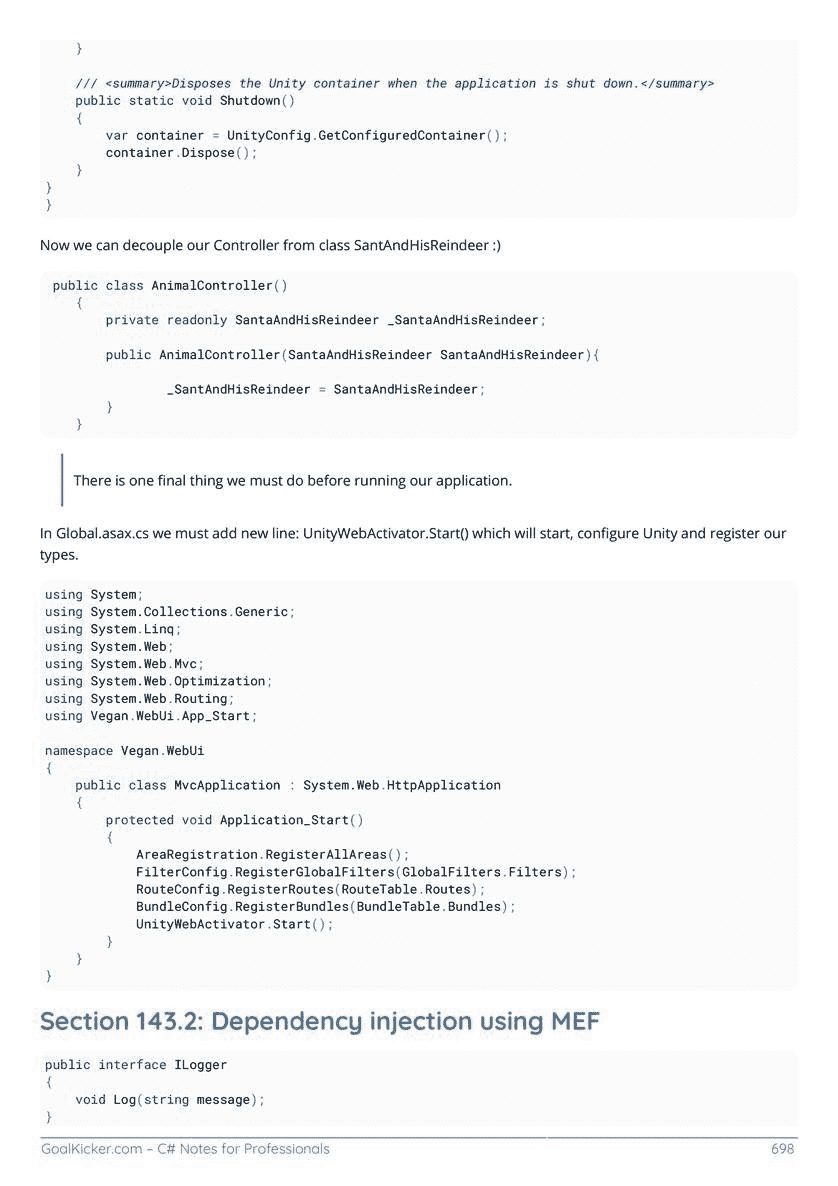 }

    /// <summary>Disposes the Unity container when the application is shut down.</summary>
    public static void Shutdown()
    {
        var container = UnityConfig.GetConfiguredContainer();
        container.Dispose();
    }
}
}
Now we can decouple our Controller from class SantAndHisReindeer :)
 public class AnimalController()
    {
        private readonly SantaAndHisReindeer _SantaAndHisReindeer;

        public AnimalController(SantaAndHisReindeer SantaAndHisReindeer){

                _SantAndHisReindeer = SantaAndHisReindeer;
        }
    }
There is one final thing we must do before running our application.
In Global.asax.cs we must add new line: UnityWebActivator.Start() which will start, configure Unity and register our
types.
using System;
using System.Collections.Generic;
using System.Linq;
using System.Web;
using System.Web.Mvc;
using System.Web.Optimization;
using System.Web.Routing;
using Vegan.WebUi.App_Start;

namespace Vegan.WebUi
{
    public class MvcApplication : System.Web.HttpApplication
    {
        protected void Application_Start()
        {
            AreaRegistration.RegisterAllAreas();
            FilterConfig.RegisterGlobalFilters(GlobalFilters.Filters);
            RouteConfig.RegisterRoutes(RouteTable.Routes);
            BundleConfig.RegisterBundles(BundleTable.Bundles);
            UnityWebActivator.Start();
        }
    }
}
Section 143.2: Dependency injection using MEF
public interface ILogger
{
    void Log(string message);
}
GoalKicker.com – C# Notes for Professionals
698